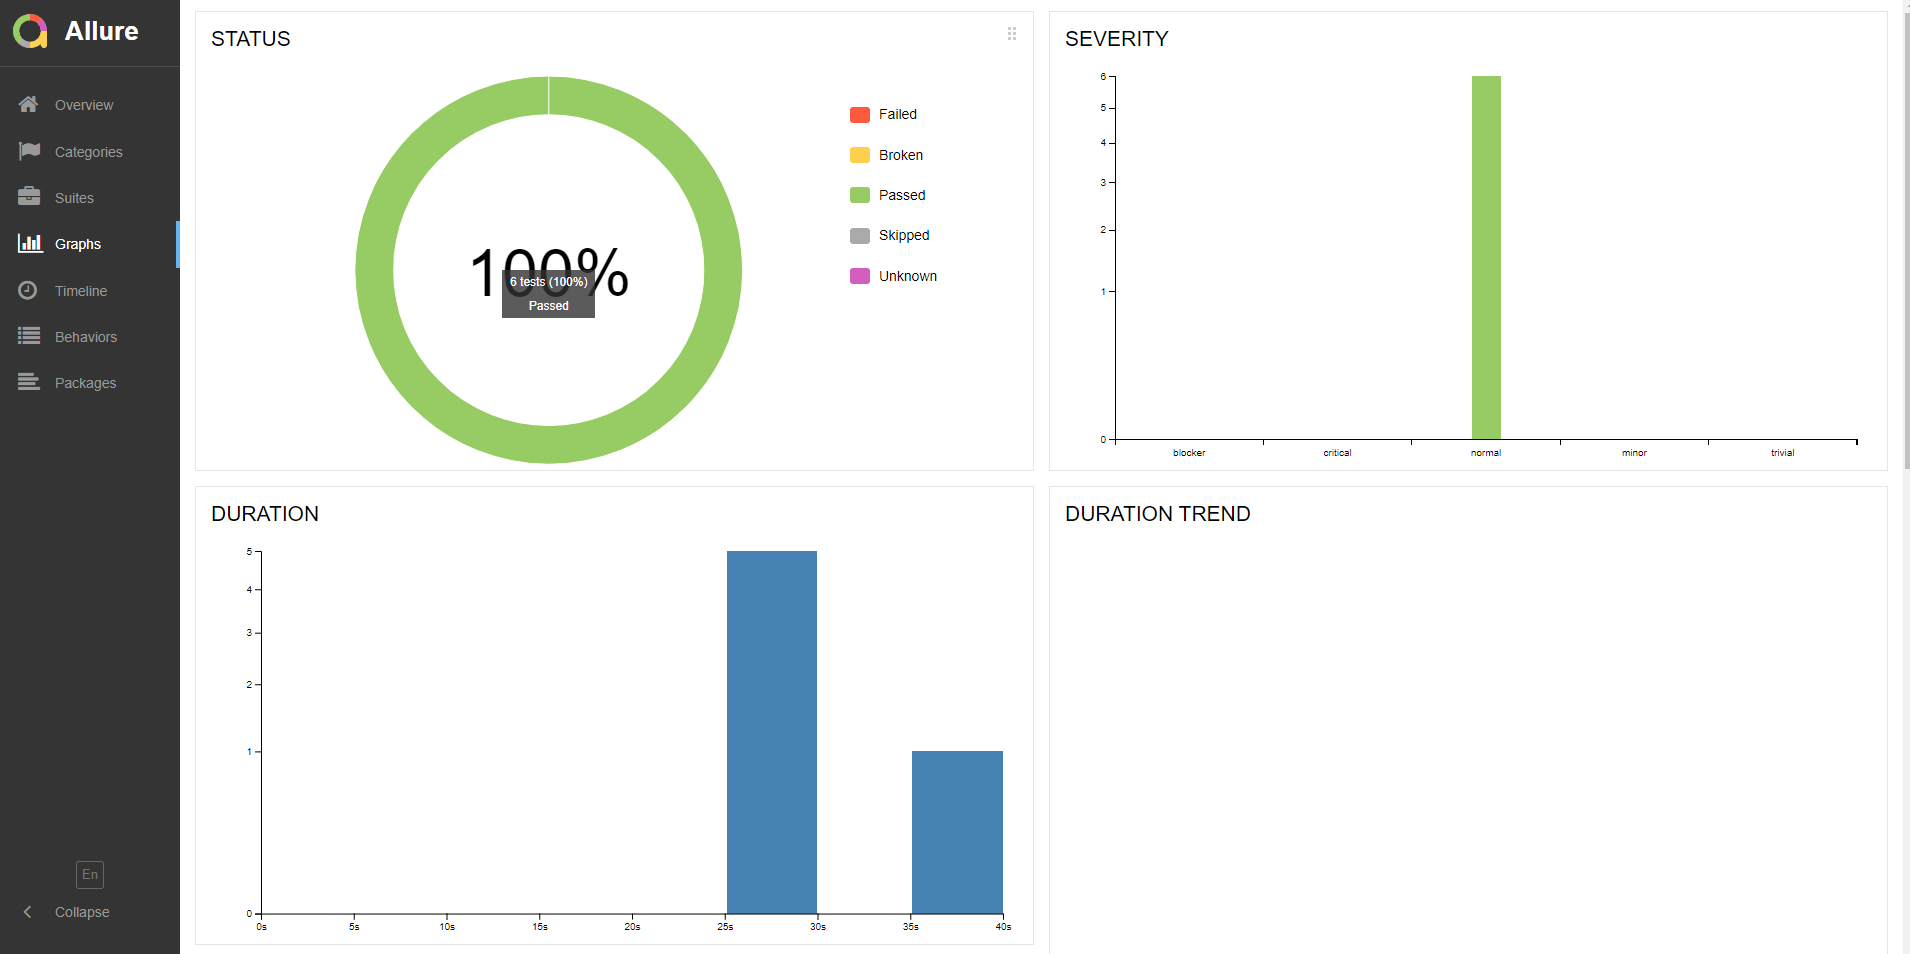 Allure
Overview
Categories
Suites
Graphs
Timeline
Behaviors
Packages
En
Collapse
STATUS
100%
6 tests (100%)
Passed
Failed
Broken
Passed
Skipped
Unknown
SEVERITY
6
5
4
3
2
1
0
blocker critical normal minor trivial
DURATION
5
4
3
2
1
0
0s 5s 10s 15s 20s 25s 30s 35s 40s
DURATION TREND